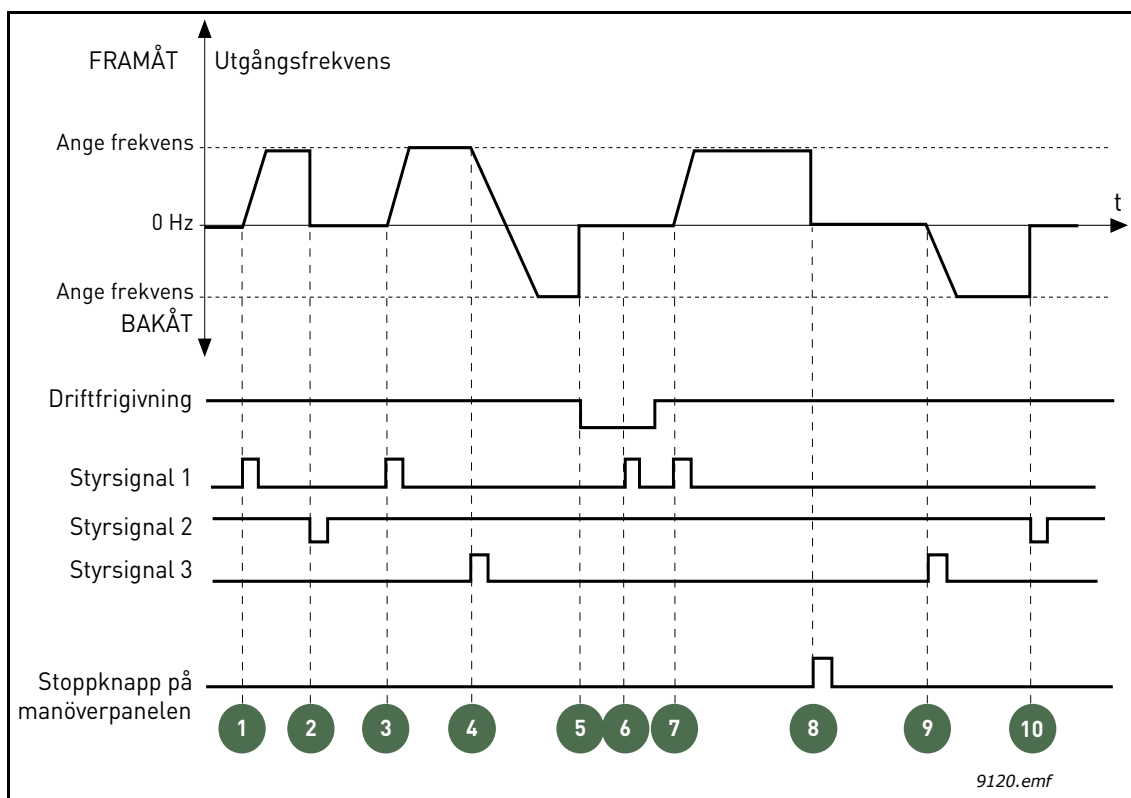 FRAMÅT
Utgångsfrekvens
Ange frekvens
t
0 Hz
Ange frekvens
BAKÅT
Driftfrigivning
Styrsignal 1
Styrsignal 2
Styrsignal 3
Stoppknapp på
manöverpanelen
1 2 3 4 5 6 7 8 9 10
9120.emf